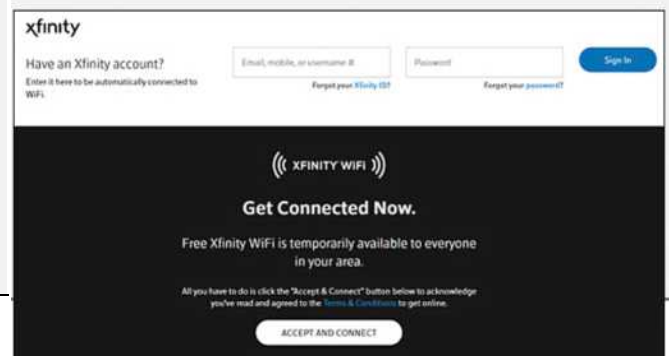 xfinity
Have an Xfinity account?
Enter it here to be automatically connected to
WiFi.
Email, mobile, or username
Password
Sign In
Forgot your Xfinity ID?
Forgot your password?
XFINITY WiFi
Get Connected Now.
Free Xfinity WiFi is temporarily available to everyone
in your area.
All you have to do is click the "Accept & Connect" button below to acknowledge
you've read and agreed to the Terms & Conditions to get online.
ACCEPT AND CONNECT